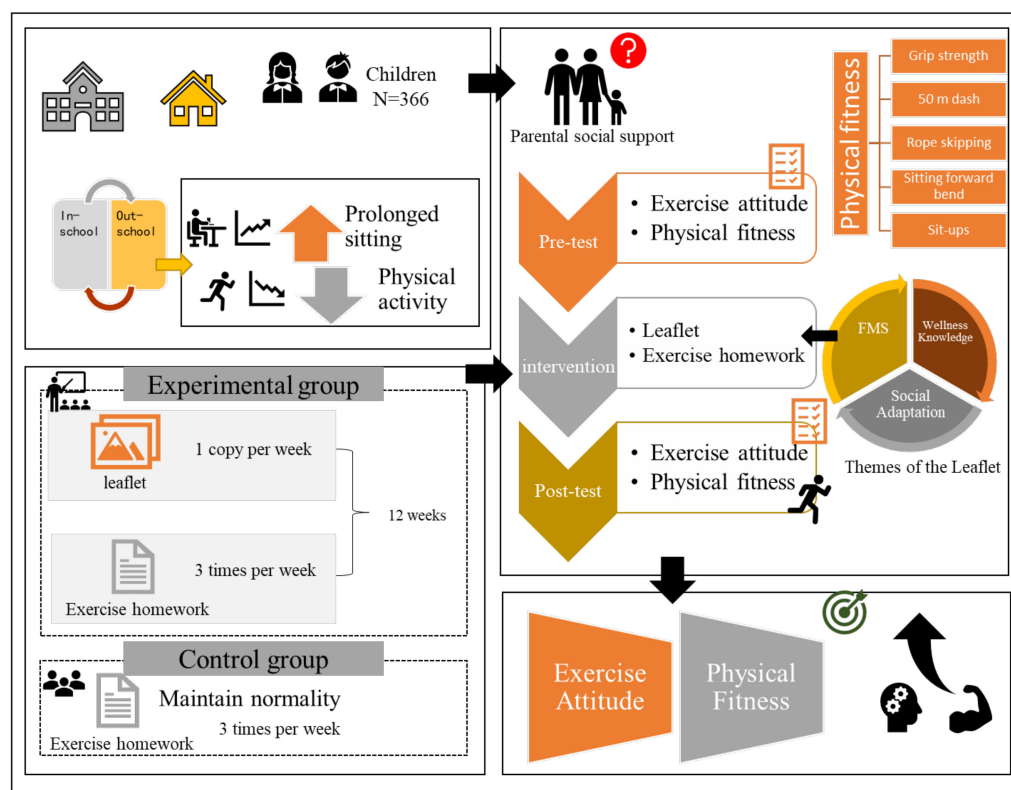 Children
N=366
In-
school
Out-
school
Prolonged
sitting
Physical
activity
Experimental group
1 copy per week
leaflet
12 weeks
3 times per week
Exercise homework
Control group
Maintain normality
3 times per week
Exercise homework
?
Parental social support
Physical fitness
Grip strength
50 m dash
Rope skipping
Sitting forward
bend
Sit-ups
Pre-test
• Exercise attitude
• Physical fitness
intervention
• Leaflet
• Exercise homework
FMS
Wellness
Knowledge
Social
Adaptation
Themes of the Leaflet
Post-test
• Exercise attitude
• Physical fitness
Exercise
Attitude
Physical
Fitness